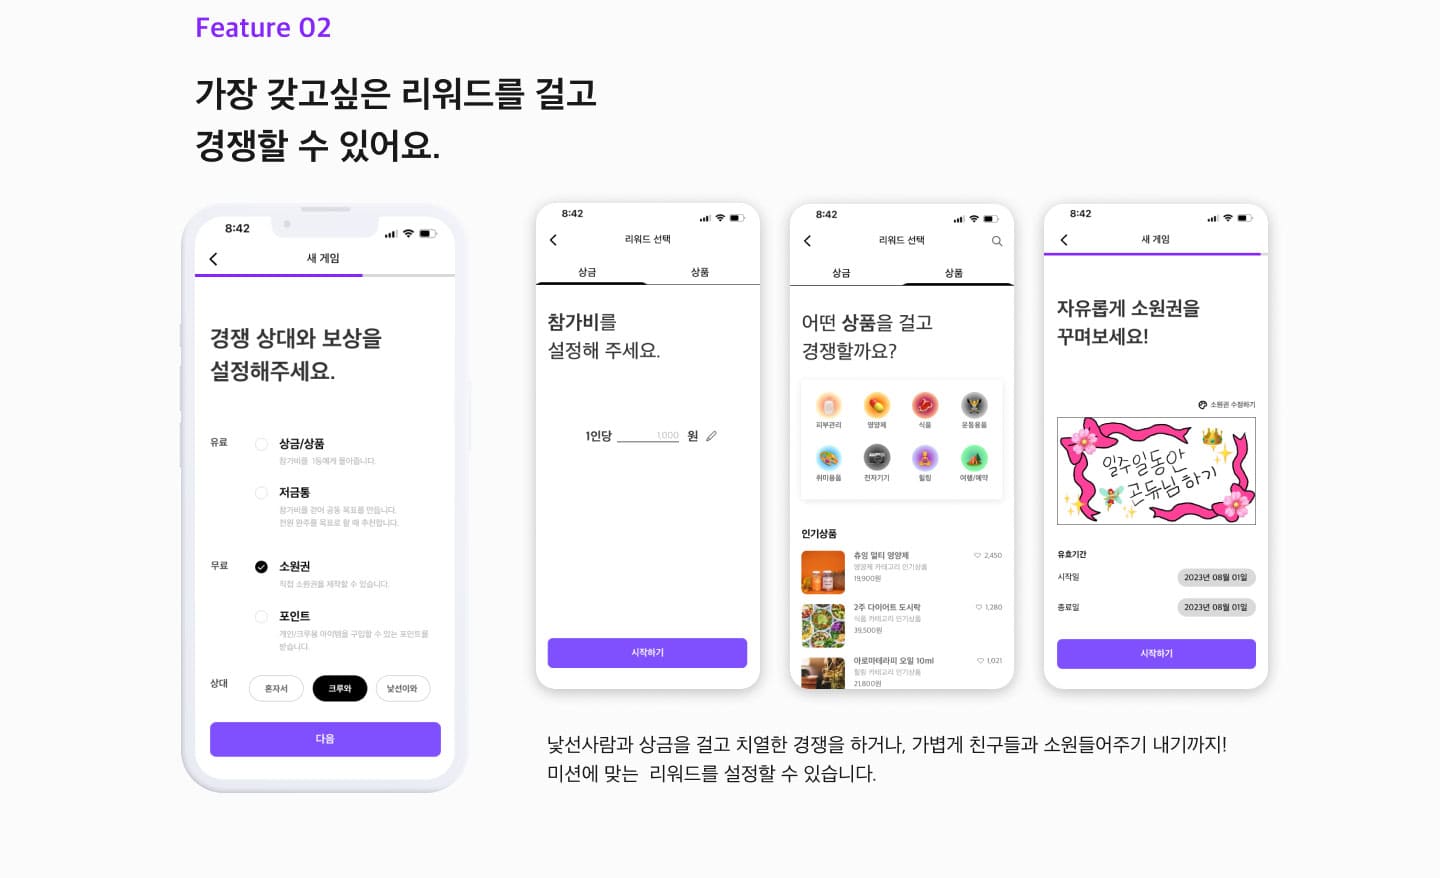 Feature 02
가장 갖고싶은 리워드를 걸고
경쟁할 수 있어요.
8:42
새 게임
경쟁 상대와 보상을
설정해주세요.
유료
상금/상품
참가비를 1등에게 몰아줍니다.
저금통
참가비를 걷어 공동 목표를 만듭니다.
전원 완주를 목표로 할 때 추천합니다.
무료
소원권
직접 소원권을 제작할 수 있습니다.
포인트
개인/크루용 아이템을 구입할 수 있는 포인트를
받습니다.
상대
혼자서
크루와
낯선이와
다음
8:42
리워드 선택
상금
상품
참가비를
설정해 주세요.
1인당 1,000 원
시작하기
8:42
리워드 선택
상금
상품
어떤 상품을 걸고
경쟁할까요?
피부관리
영양제
식품
운동용품
취미용품
전자기기
힐링
여행/예약
인기상품
츄잉 멀티 영양제
2,450
영양제 카테고리 인기상품
19,900원
2주 다이어트 도시락
1,280
식품 카테고리 인기상품
39,500원
아로마테라피 오일 10ml
1,021
힐링 카테고리 인기상품
21,800원
8:42
새 게임
자유롭게 소원권을
꾸며보세요!
소원권 수정하기
일주일동안
곤듀님하기
유효기간
시작일
2023년 08월 01일
종료일
2023년 08월 01일
시작하기
낯선사람과 상금을 걸고 치열한 경쟁을 하거나, 가볍게 친구들과 소원들어주기 내기까지!
미션에 맞는 리워드를 설정할 수 있습니다.